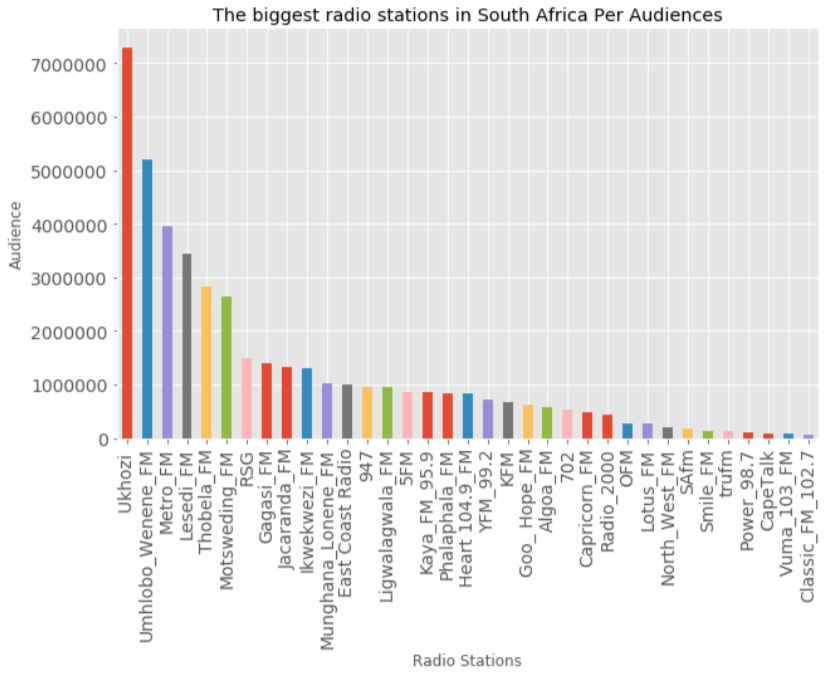 The biggest radio stations in South Africa Per Audiences
Audience
7000000
6000000
5000000
4000000
3000000
2000000
1000000
0
Ukhozi
Umhlobo_Wenene_FM
Metro_FM
Lesedi_FM
Thobela_FM
Motsweding_FM
RSG
Gagasi_FM
Jacaranda_FM
Ikwekwezi_FM
Munghana_Lonene_FM
East Coast Radio
947
Ligwalagwala_FM
5FM
Kaya_FM_95.9
Phalaphala_FM
Heart_104.9_FM
YFM_99.2
KFM
Goo_ Hope_FM
Algoa_FM
702
Capricorn_FM
Radio_2000
OFM
Lotus_FM
North_West_FM
SAfm
Smile_FM
trufm
Power_98.7
CapeTalk
Vuma_103_FM
Classic_FM_102.7
Radio Stations